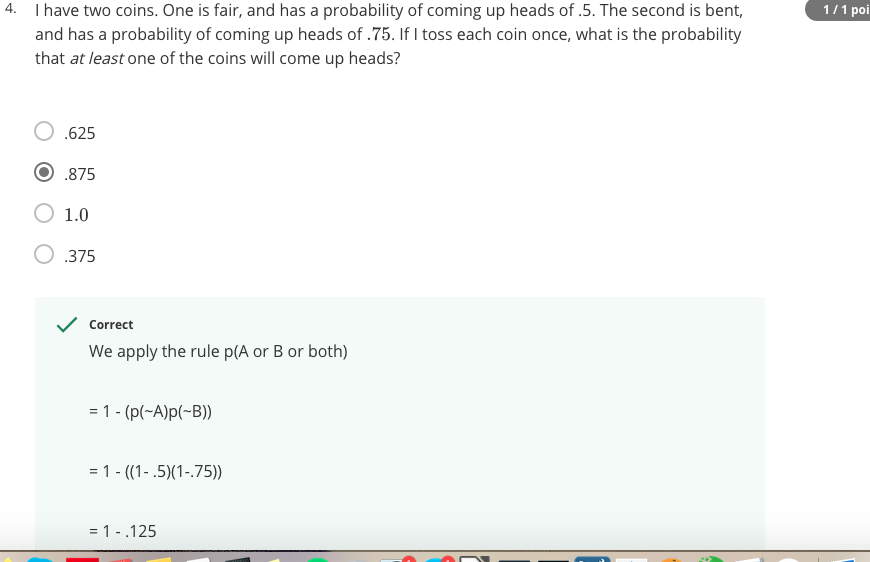 4. I have two coins. One is fair, and has a probability of coming up heads of .5. The second is bent,
and has a probability of coming up heads of .75. If I toss each coin once, what is the probability
that at least one of the coins will come up heads?
1 / 1 poi
.625
.875
1.0
.375
Correct
We apply the rule p(A or B or both)
= 1 - (p(~A)p(~B))
= 1 - ((1- .5)(1-.75))
= 1 - .125